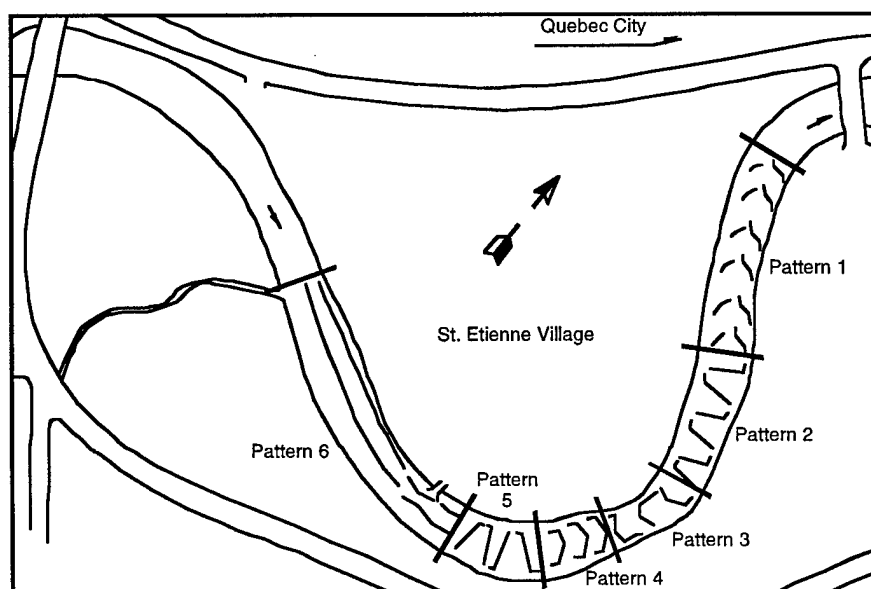 Quebec City
Pattern 1
St. Etienne Village
Pattern 2
Pattern 6
Pattern
5
Pattern 3
Pattern 4